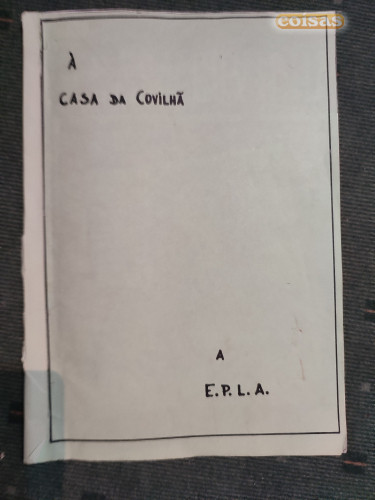 coisas
À
CASA DA COVILHÃ
A
E.P.L.A.